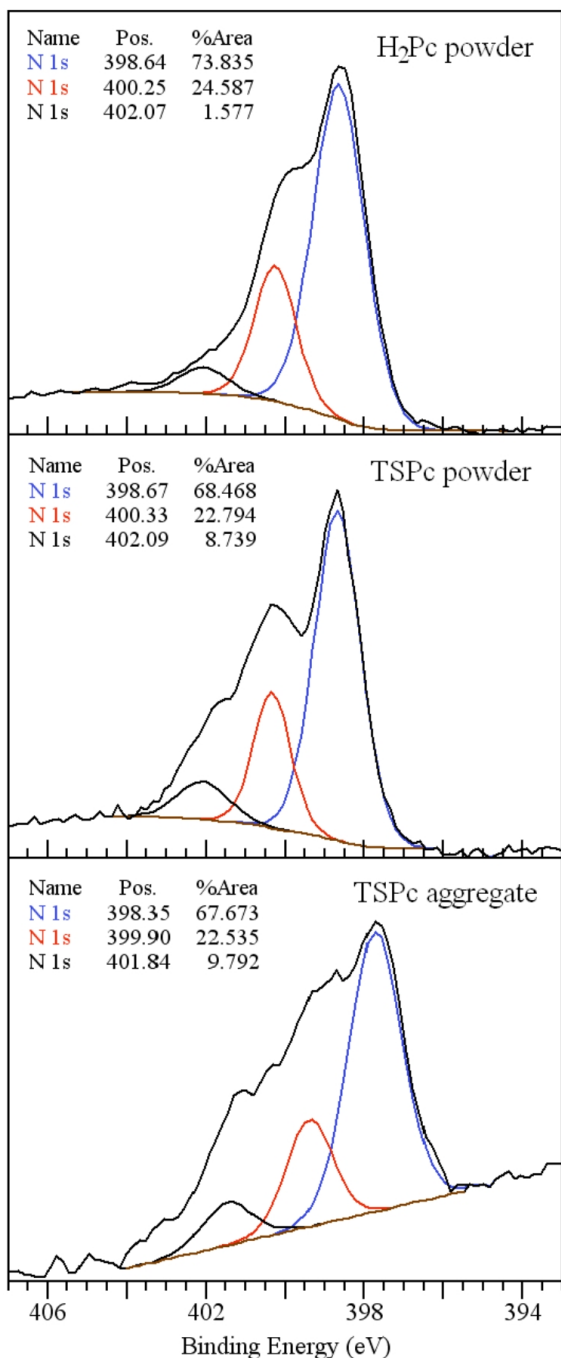 H₂Pc powder
Name Pos. %Area
N 1s 398.64 73.835
N 1s 400.25 24.587
N 1s 402.07 1.577
TSPc powder
Name Pos. %Area
N 1s 398.67 68.468
N 1s 400.33 22.794
N 1s 402.09 8.739
TSPc aggregate
Name Pos. %Area
N 1s 398.35 67.673
N 1s 399.90 22.535
N 1s 401.84 9.792
406 402 398 394
Binding Energy (eV)